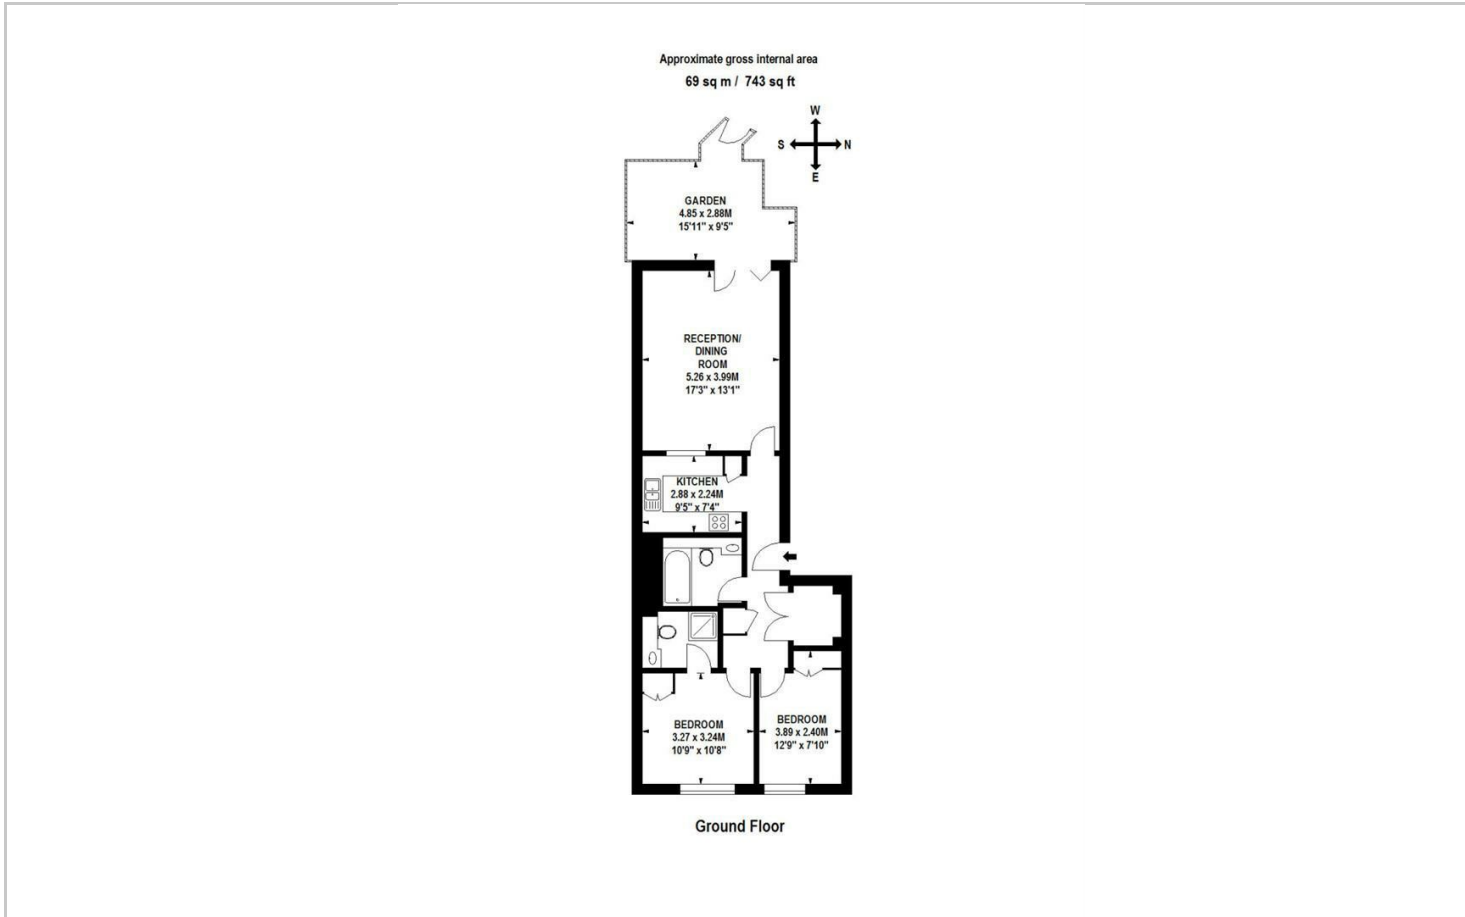 Approximate gross internal area
69 sq m / 743 sq ft
W
S N
E
GARDEN
4.85 x 2.88M
15'11" x 9'5"
RECEPTION/
DINING
ROOM
5.26 x 3.99M
17'3" x 13'1"
KITCHEN
2.88 x 2.24M
9'5" x 7'4"
BEDROOM
3.27 x 3.24M
10'9" x 10'8"
BEDROOM
3.89 x 2.40M
12'9" x 7'10"
Ground Floor